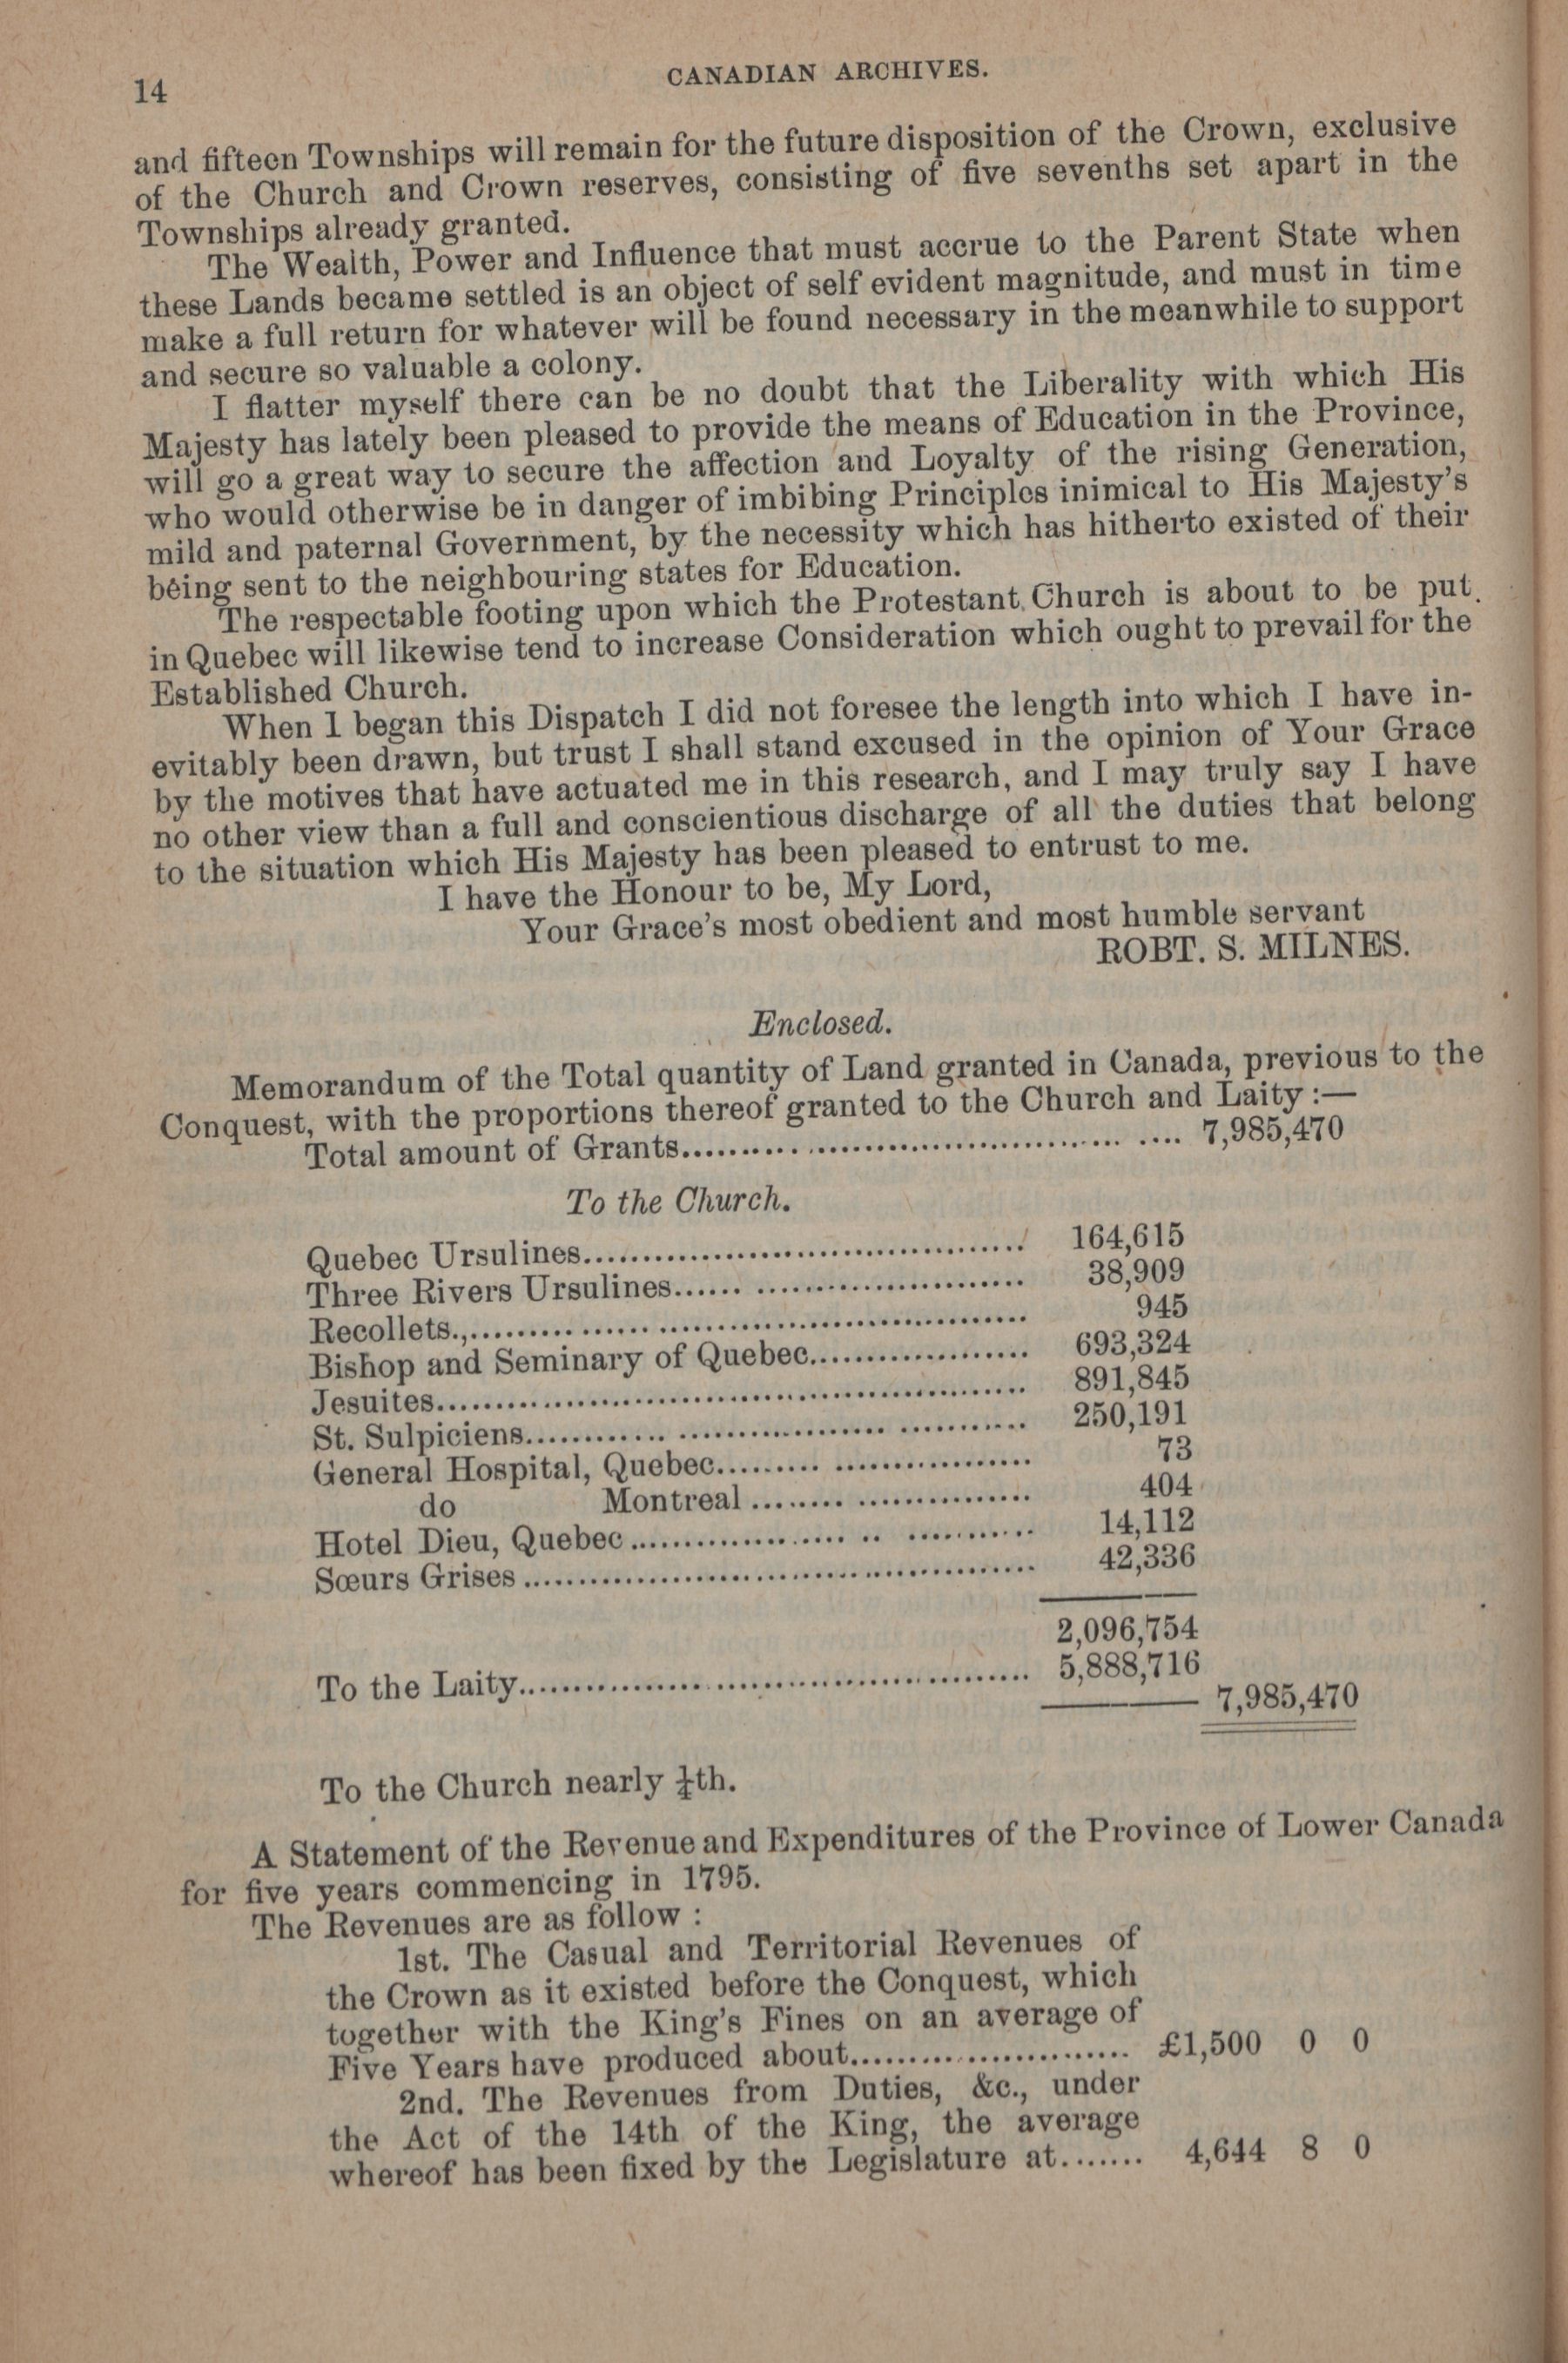 14
CANADIAN ARCHIVES.
and fifteen Townships will remain for the future disposition of the Crown, exclusive
of the Church and Crown reserves, consisting of five sevenths set apart in the
Townships already granted.
The Wealth, Power and Influence that must accrue to the Parent State when
these Lands became settled is an object of self evident magnitude, and must in time
make a full return for whatever will be found necessary in the meanwhile to support
and secure so valuable a colony.
I flatter myself there can be no doubt that the Liberality with which His
Majesty has lately been pleased to provide the means of Education in the Province,
will go a great way to secure the affection and Loyalty of the rising Generation,
who would otherwise be in danger of imbibing Principles inimical to His Majesty's
mild and paternal Government, by the necessity which has hitherto existed of their
being sent to the neighbouring states for Education.
The respectable footing upon which the Protestant Church is about to be put
in Quebec will likewise tend to increase Consideration which ought to prevail for the
Established Church.
When I began this Dispatch I did not foresee the length into which I have in-
evitably been drawn, but trust I shall stand excused in the opinion of Your Grace
by the motives that have actuated me in this research, and I may truly say I have
no other view than a full and conscientious discharge of all the duties that belong
to the situation which His Majesty has been pleased to entrust to me.
I have the Honour to be, My Lord,
Your Grace's most obedient and most humble servant
ROBT. S. MILNES.
Enclosed.
Memorandum of the Total quantity of Land granted in Canada, previous to the
Conquest, with the proportions thereof granted to the Church and Laity :—
Total amount of Grants........................................ 7,985,470
To the Church.
Quebec Ursulines........................................ 164,615
Three Rivers Ursulines............................... 38,909
Recollets.,............................................... 945
Bishop and Seminary of Quebec................... 693,324
Jesuites.................................................. 891,845
St. Sulpiciens.......................................... 250,191
General Hospital, Quebec........................... 73
do Montreal........................ 404
Hotel Dieu, Quebec.................................. 14,112
Sœurs Grises............................................ 42,336
2,096,754
To the Laity............................................ 5,888,716
7,985,470
To the Church nearly ¼th.
A Statement of the Revenue and Expenditures of the Province of Lower Canada
for five years commencing in 1795.
The Revenues are as follow :
1st. The Casual and Territorial Revenues of
the Crown as it existed before the Conquest, which
together with the King's Fines on an average of
Five Years have produced about........................ £1,500 0 0
2nd. The Revenues from Duties, &c., under
the Act of the 14th of the King, the average
whereof has been fixed by the Legislature at....... 4,644 8 0